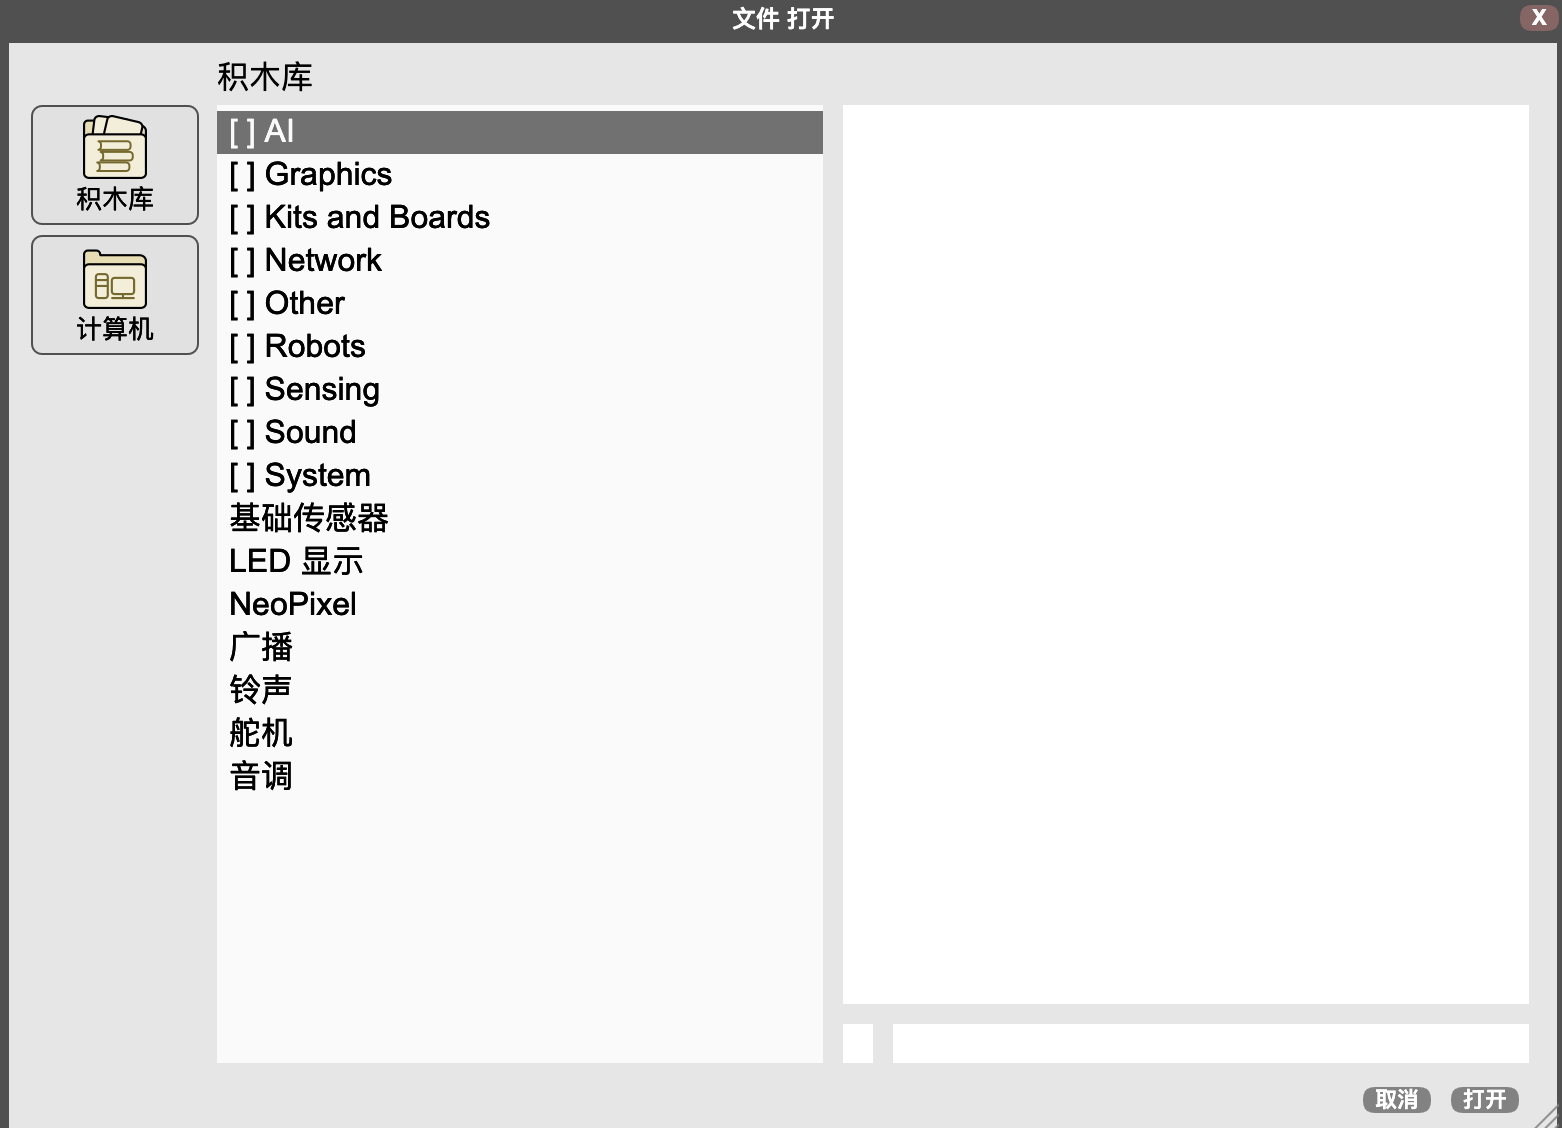 文件 打开
X
积木库
积木库
计算机
[ ] AI
[ ] Graphics
[ ] Kits and Boards
[ ] Network
[ ] Other
[ ] Robots
[ ] Sensing
[ ] Sound
[ ] System
基础传感器
LED 显示
NeoPixel
广播
铃声
舵机
音调
取消
打开